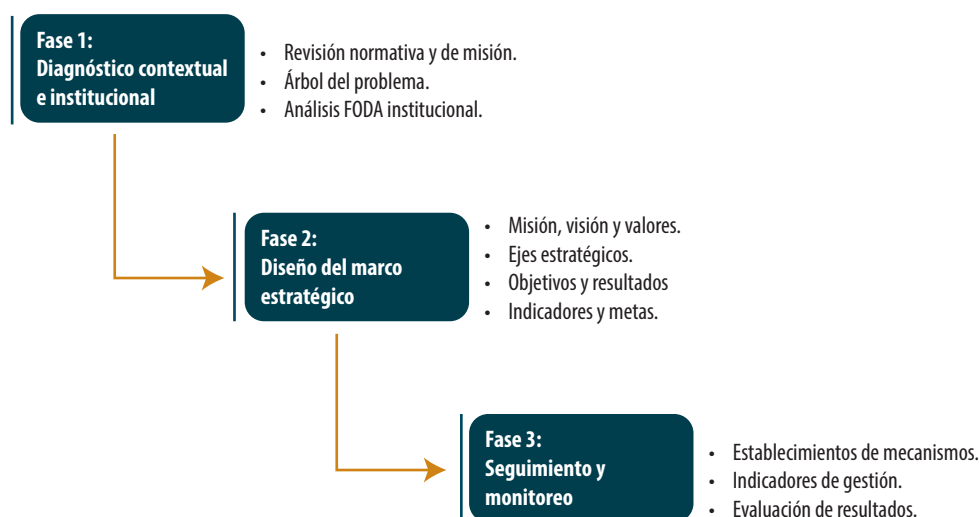 Fase 1:
Diagnóstico contextual
e institucional
• Revisión normativa y de misión.
• Árbol del problema.
• Análisis FODA institucional.
Fase 2:
Diseño del marco
estratégico
• Misión, visión y valores.
• Ejes estratégicos.
• Objetivos y resultados
• Indicadores y metas.
Fase 3:
Seguimiento y
monitoreo
• Establecimientos de mecanismos.
• Indicadores de gestión.
• Evaluación de resultados.